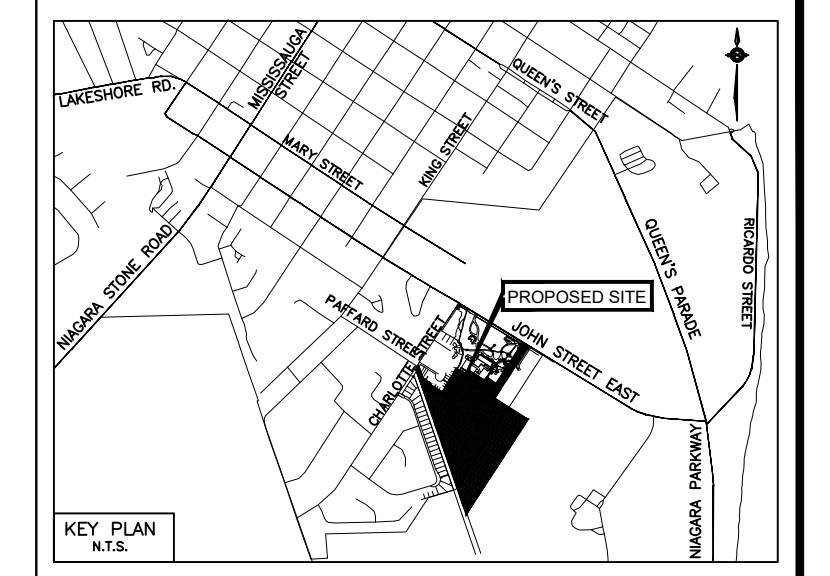 LAKESHORE RD.
MISSISSAUGA
STREET
QUEEN'S STREET
MARY STREET
KING STREET
NIAGARA STONE ROAD
QUEEN'S PARADE
RICARDO STREET
PROPOSED SITE
PAFFARD STREET
CHARLOTTE STREET
JOHN STREET EAST
NIAGARA PARKWAY
KEY PLAN
N.T.S.